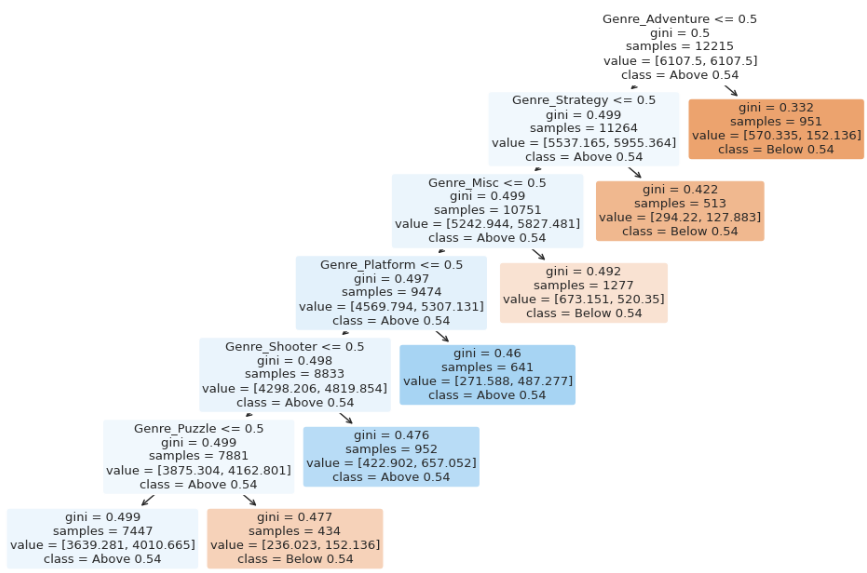 Genre_Adventure <= 0.5
gini = 0.5
samples = 12215
value = [6107.5, 6107.5]
class = Above 0.54
Genre_Strategy <= 0.5
gini = 0.499
samples = 11264
value = [5537.165, 5955.364]
class = Above 0.54
gini = 0.332
samples = 951
value = [570.335, 152.136]
class = Below 0.54
Genre_Misc <= 0.5
gini = 0.499
samples = 10751
value = [5242.944, 5827.481]
class = Above 0.54
gini = 0.422
samples = 513
value = [294.22, 127.883]
class = Below 0.54
Genre_Platform <= 0.5
gini = 0.497
samples = 9474
value = [4569.794, 5307.131]
class = Above 0.54
gini = 0.492
samples = 1277
value = [673.151, 520.35]
class = Below 0.54
Genre_Shooter <= 0.5
gini = 0.498
samples = 8833
value = [4298.206, 4819.854]
class = Above 0.54
gini = 0.46
samples = 641
value = [271.588, 487.277]
class = Above 0.54
Genre_Puzzle <= 0.5
gini = 0.499
samples = 7881
value = [3875.304, 4162.801]
class = Above 0.54
gini = 0.476
samples = 952
value = [422.902, 657.052]
class = Above 0.54
gini = 0.499
samples = 7447
value = [3639.281, 4010.665]
class = Above 0.54
gini = 0.477
samples = 434
value = [236.023, 152.136]
class = Below 0.54